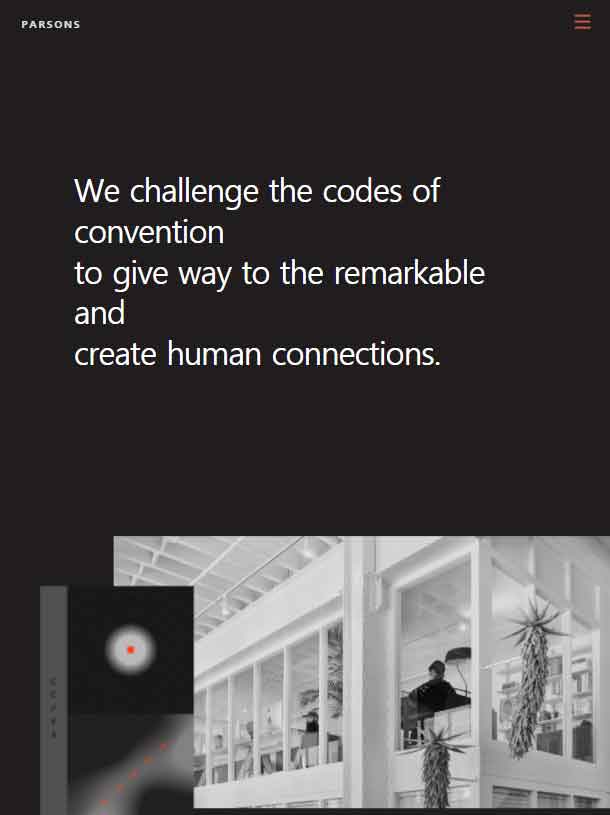 PARSONS
We challenge the codes of
convention
to give way to the remarkable
and
create human connections.